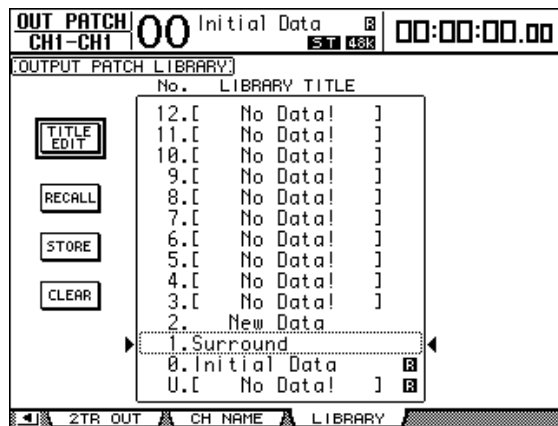 OUT PATCH
CH1-CH1
00 Initial Data R
ST 48k
00:00:00.00
OUTPUT PATCH LIBRARY
No. LIBRARY TITLE
12.[ No Data! ]
11.[ No Data! ]
10.[ No Data! ]
9.[ No Data! ]
8.[ No Data! ]
7.[ No Data! ]
6.[ No Data! ]
5.[ No Data! ]
4.[ No Data! ]
3.[ No Data! ]
2. New Data
1.Surround
0.Initial Data R
U.[ No Data! ] R
TITLE
EDIT
RECALL
STORE
CLEAR
2TR OUT
CH NAME
LIBRARY